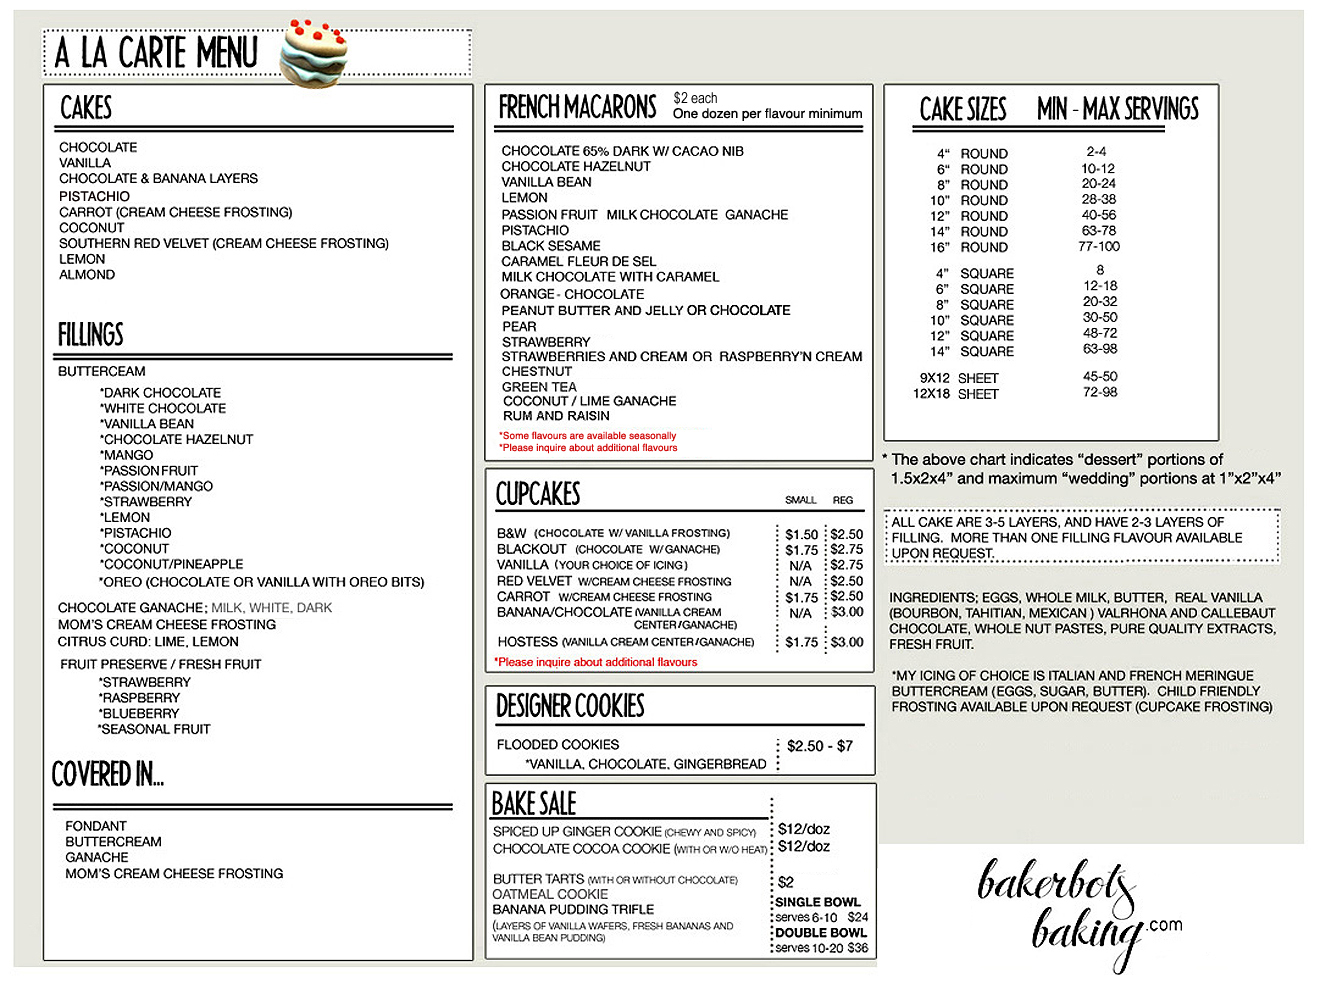 A LA CARTE MENU
CAKES
CHOCOLATE
VANILLA
CHOCOLATE & BANANA LAYERS
PISTACHIO
CARROT (CREAM CHEESE FROSTING)
COCONUT
SOUTHERN RED VELVET (CREAM CHEESE FROSTING)
LEMON
ALMOND
FILLINGS
BUTTERCEAM
*DARK CHOCOLATE
*WHITE CHOCOLATE
*VANILLA BEAN
*CHOCOLATE HAZELNUT
*MANGO
*PASSION FRUIT
*PASSION/MANGO
*STRAWBERRY
*LEMON
*PISTACHIO
*COCONUT
*COCONUT/PINEAPPLE
*OREO (CHOCOLATE OR VANILLA WITH OREO BITS)
CHOCOLATE GANACHE; MILK, WHITE, DARK
MOM'S CREAM CHEESE FROSTING
CITRUS CURD: LIME, LEMON
FRUIT PRESERVE / FRESH FRUIT
*STRAWBERRY
*RASPBERRY
*BLUEBERRY
*SEASONAL FRUIT
COVERED IN...
FONDANT
BUTTERCREAM
GANACHE
MOM'S CREAM CHEESE FROSTING
FRENCH MACARONS $2 each
One dozen per flavour minimum
CHOCOLATE 65% DARK W/ CACAO NIB
CHOCOLATE HAZELNUT
VANILLA BEAN
LEMON
PASSION FRUIT MILK CHOCOLATE GANACHE
PISTACHIO
BLACK SESAME
CARAMEL FLEUR DE SEL
MILK CHOCOLATE WITH CARAMEL
ORANGE- CHOCOLATE
PEANUT BUTTER AND JELLY OR CHOCOLATE
PEAR
STRAWBERRY
STRAWBERRIES AND CREAM OR RASPBERRY'N CREAM
CHESTNUT
GREEN TEA
COCONUT / LIME GANACHE
RUM AND RAISIN
*Some flavours are available seasonally
*Please inquire about additional flavours
CUPCAKES SMALL REG
B&W (CHOCOLATE W/ VANILLA FROSTING) $1.50 $2.50
BLACKOUT (CHOCOLATE W/GANACHE) $1.75 $2.75
VANILLA (YOUR CHOICE OF ICING) N/A $2.75
RED VELVET W/CREAM CHEESE FROSTING N/A $2.50
CARROT W/CREAM CHEESE FROSTING $1.75 $2.50
BANANA/CHOCOLATE (VANILLA CREAM N/A $3.00
CENTER/GANACHE)
HOSTESS (VANILLA CREAM CENTER/GANACHE) $1.75 $3.00
*Please inquire about additional flavours
DESIGNER COOKIES
FLOODED COOKIES $2.50 - $7
*VANILLA, CHOCOLATE, GINGERBREAD
BAKE SALE
SPICED UP GINGER COOKIE (CHEWY AND SPICY) $12/doz
CHOCOLATE COCOA COOKIE (WITH OR W/O HEAT) $12/doz
BUTTER TARTS (WITH OR WITHOUT CHOCOLATE) $2
OATMEAL COOKIE
BANANA PUDDING TRIFLE
(LAYERS OF VANILLA WAFERS, FRESH BANANAS AND
VANILLA BEAN PUDDING)
SINGLE BOWL
serves 6-10 $24
DOUBLE BOWL
serves 10-20 $36
CAKE SIZES MIN - MAX SERVINGS
4" ROUND 2-4
6" ROUND 10-12
8" ROUND 20-24
10" ROUND 28-38
12" ROUND 40-56
14" ROUND 63-78
16" ROUND 77-100
4" SQUARE 8
6" SQUARE 12-18
8" SQUARE 20-32
10" SQUARE 30-50
12" SQUARE 48-72
14" SQUARE 63-98
9X12 SHEET 45-50
12X18 SHEET 72-98
* The above chart indicates "dessert" portions of
1.5x2x4" and maximum "wedding" portions at 1"x2"x4"
ALL CAKE ARE 3-5 LAYERS, AND HAVE 2-3 LAYERS OF
FILLING. MORE THAN ONE FILLING FLAVOUR AVAILABLE
UPON REQUEST.
INGREDIENTS; EGGS, WHOLE MILK, BUTTER, REAL VANILLA
(BOURBON, TAHITIAN, MEXICAN ) VALRHONA AND CALLEBAUT
CHOCOLATE, WHOLE NUT PASTES, PURE QUALITY EXTRACTS,
FRESH FRUIT.
*MY ICING OF CHOICE IS ITALIAN AND FRENCH MERINGUE
BUTTERCREAM (EGGS, SUGAR, BUTTER). CHILD FRIENDLY
FROSTING AVAILABLE UPON REQUEST (CUPCAKE FROSTING)
bakerbots
baking.com